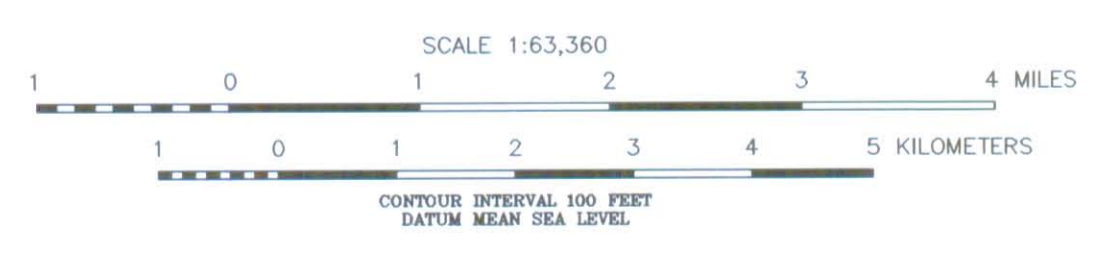 SCALE 1:63,360
1 0 1 2 3 4 MILES
1 0 1 2 3 4 5 KILOMETERS
CONTOUR INTERVAL 100 FEET
DATUM MEAN SEA LEVEL